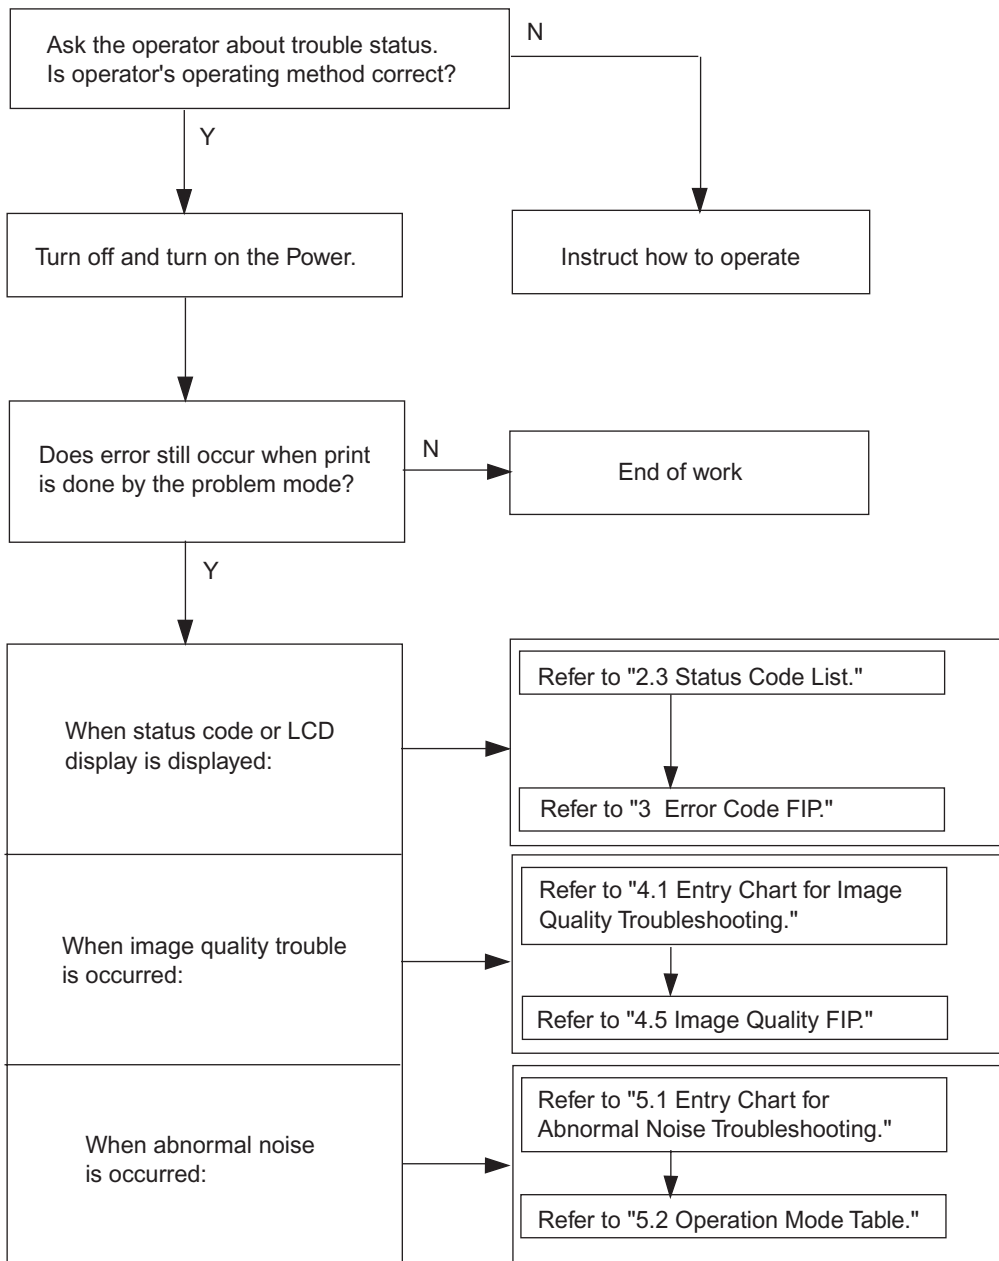 Ask the operator about trouble status.
Is operator's operating method correct?
N
Y
Turn off and turn on the Power.
Instruct how to operate
Does error still occur when print
is done by the problem mode?
N
End of work
Y
When status code or LCD
display is displayed:
Refer to "2.3 Status Code List."
Refer to "3  Error Code FIP."
When image quality trouble
is occurred:
Refer to "4.1 Entry Chart for Image
Quality Troubleshooting."
Refer to "4.5 Image Quality FIP."
When abnormal noise
is occurred:
Refer to "5.1 Entry Chart for
Abnormal Noise Troubleshooting."
Refer to "5.2 Operation Mode Table."